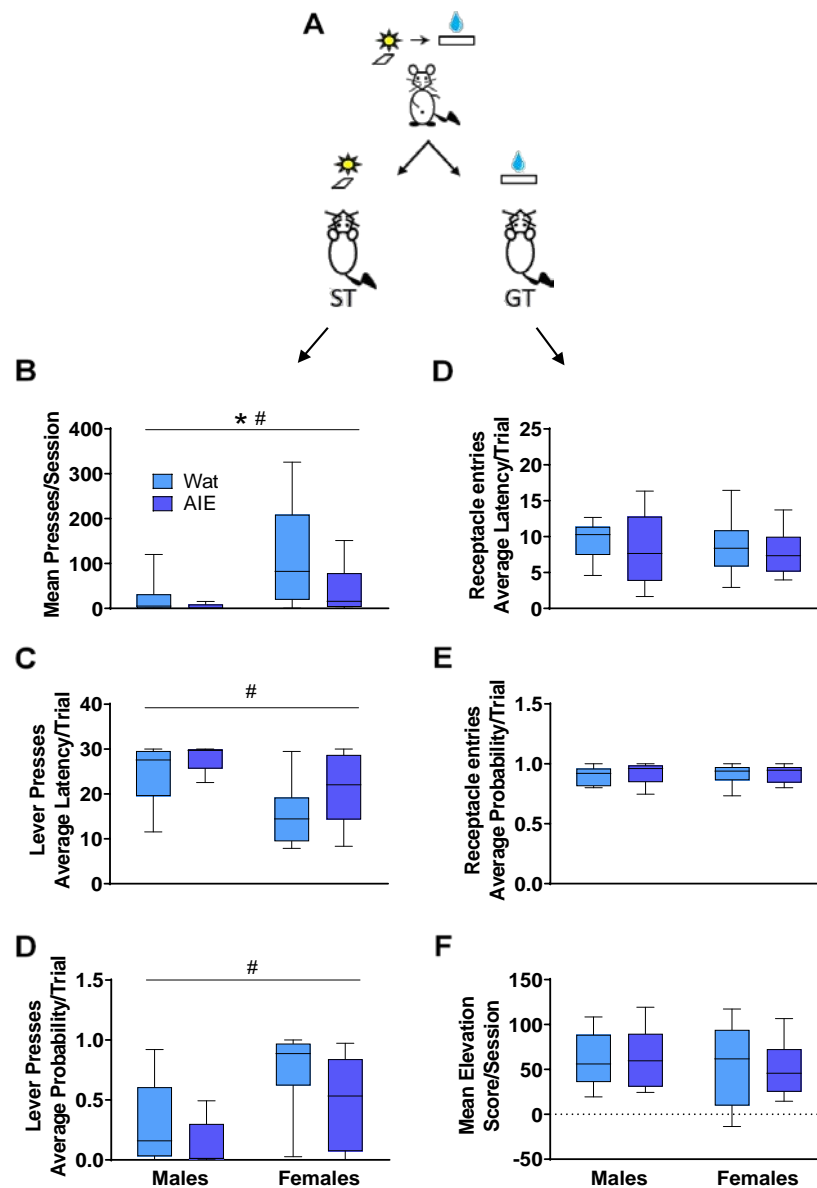 A
ST
GT
B
Mean Presses/Session
400
300
200
100
0
* #
Wat
AIE
C
Lever Presses
Average Latency/Trial
40
30
20
10
0
#
D
Lever Presses
Average Probability/Trial
1.5
1.0
0.5
0.0
#
Males
Females
D
Receptacle entries
Average Latency/Trial
25
20
15
10
5
0
E
Receptacle entries
Average Probability/Trial
1.5
1.0
0.5
0.0
F
Mean Elevation
Score/Session
150
100
50
0
-50
Males
Females